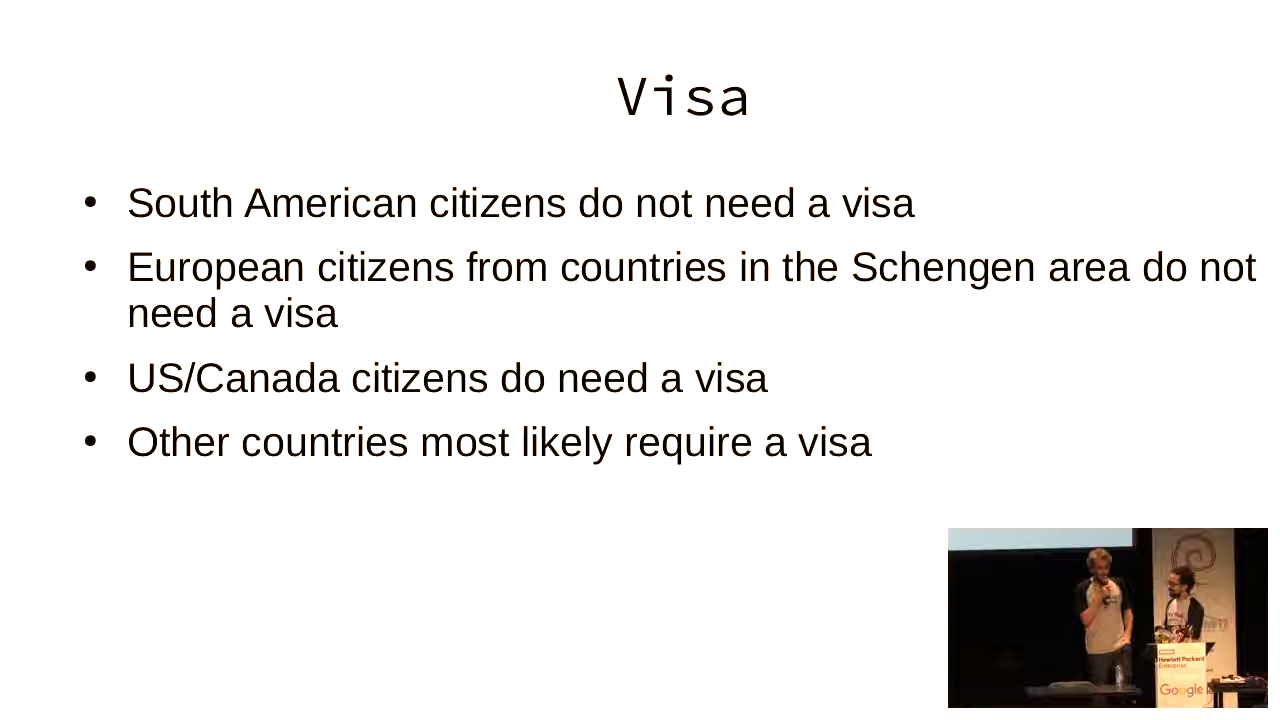 Visa
• South American citizens do not need a visa
• European citizens from countries in the Schengen area do not
need a visa
• US/Canada citizens do need a visa
• Other countries most likely require a visa
Hewlett Packard
Enterprise
Google